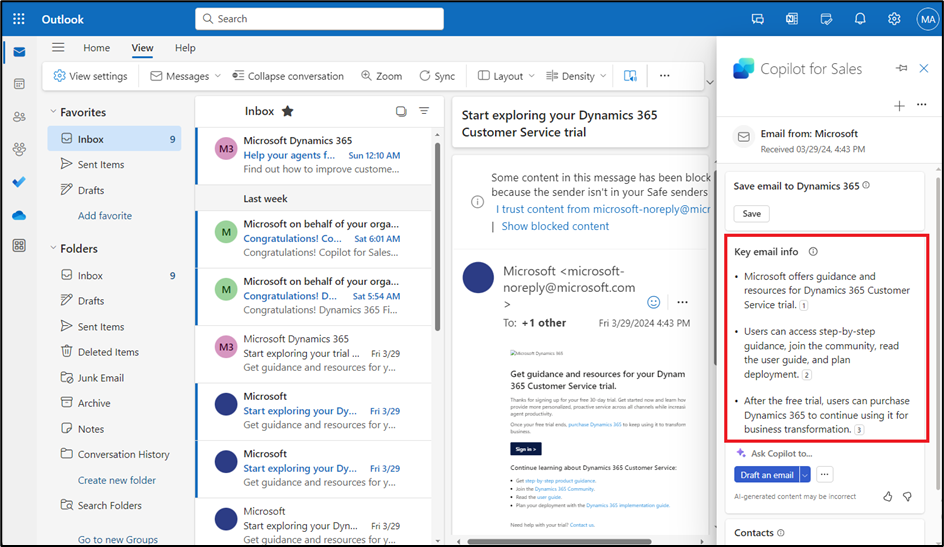 Outlook
Search
MA
Home
View
Help
View settings
Messages
Collapse conversation
Zoom
Sync
Layout
Density
Favorites
Inbox 9
Sent Items
Drafts
Add favorite
Folders
Inbox 9
Drafts
Sent Items
Deleted Items
Junk Email
Archive
Notes
Conversation History
Create new folder
Search Folders
Go to new Groups
Inbox
M3
Microsoft Dynamics 365
Help your agents f... Sun 12:10 AM
Find out how to improve custome...
Last week
M
Microsoft on behalf of your orga...
Congratulations! Co... Sat 6:01 AM
Congratulations! Copilot for Sales...
M
Microsoft on behalf of your orga...
Congratulations! D... Sat 5:54 AM
Congratulations! Dynamics 365 Fi...
M3
Microsoft Dynamics 365
Start exploring your trial ... Fri 3/29
Get guidance and resources for y...
Microsoft
Start exploring your Dy... Fri 3/29
Get guidance and resources for y...
Microsoft
Start exploring your Dy... Fri 3/29
Get guidance and resources for y...
Microsoft
Start exploring your Dyn... Fri 3/29
Get guidance and resources for y...
Start exploring your Dynamics 365
Customer Service trial
Some content in this message has been block
because the sender isn't in your Safe senders
I trust content from microsoft-noreply@micr
| Show blocked content
Microsoft <microsoft-
noreply@microsoft.com
>
To: +1 other
Fri 3/29/2024 4:43 PM
Microsoft Dynamics 365
Get guidance and resources for your Dynam
365 Customer Service trial.
Thanks for signing up for your free 30-day trial. Get started now and learn how
provide more personalized, proactive service across all channels while increasing
agent productivity.
Once your free trial ends, purchase Dynamics 365 to keep using it to transform
business.
Sign in >
Continue learning about Dynamics 365 Customer Service:
• Get step-by-step product guidance.
• Join the Dynamics 365 Community.
• Read the user guide.
• Plan your deployment with the Dynamics 365 implementation guide.
Need help with your trial? Contact us.
Copilot for Sales
Email from: Microsoft
Received 03/29/24, 4:43 PM
Save email to Dynamics 365
Save
Key email info
• Microsoft offers guidance and
resources for Dynamics 365 Customer
Service trial. 1
• Users can access step-by-step
guidance, join the community, read
the user guide, and plan
deployment. 2
• After the free trial, users can purchase
Dynamics 365 to continue using it for
business transformation. 3
Ask Copilot to...
Draft an email
AI-generated content may be incorrect
Contacts